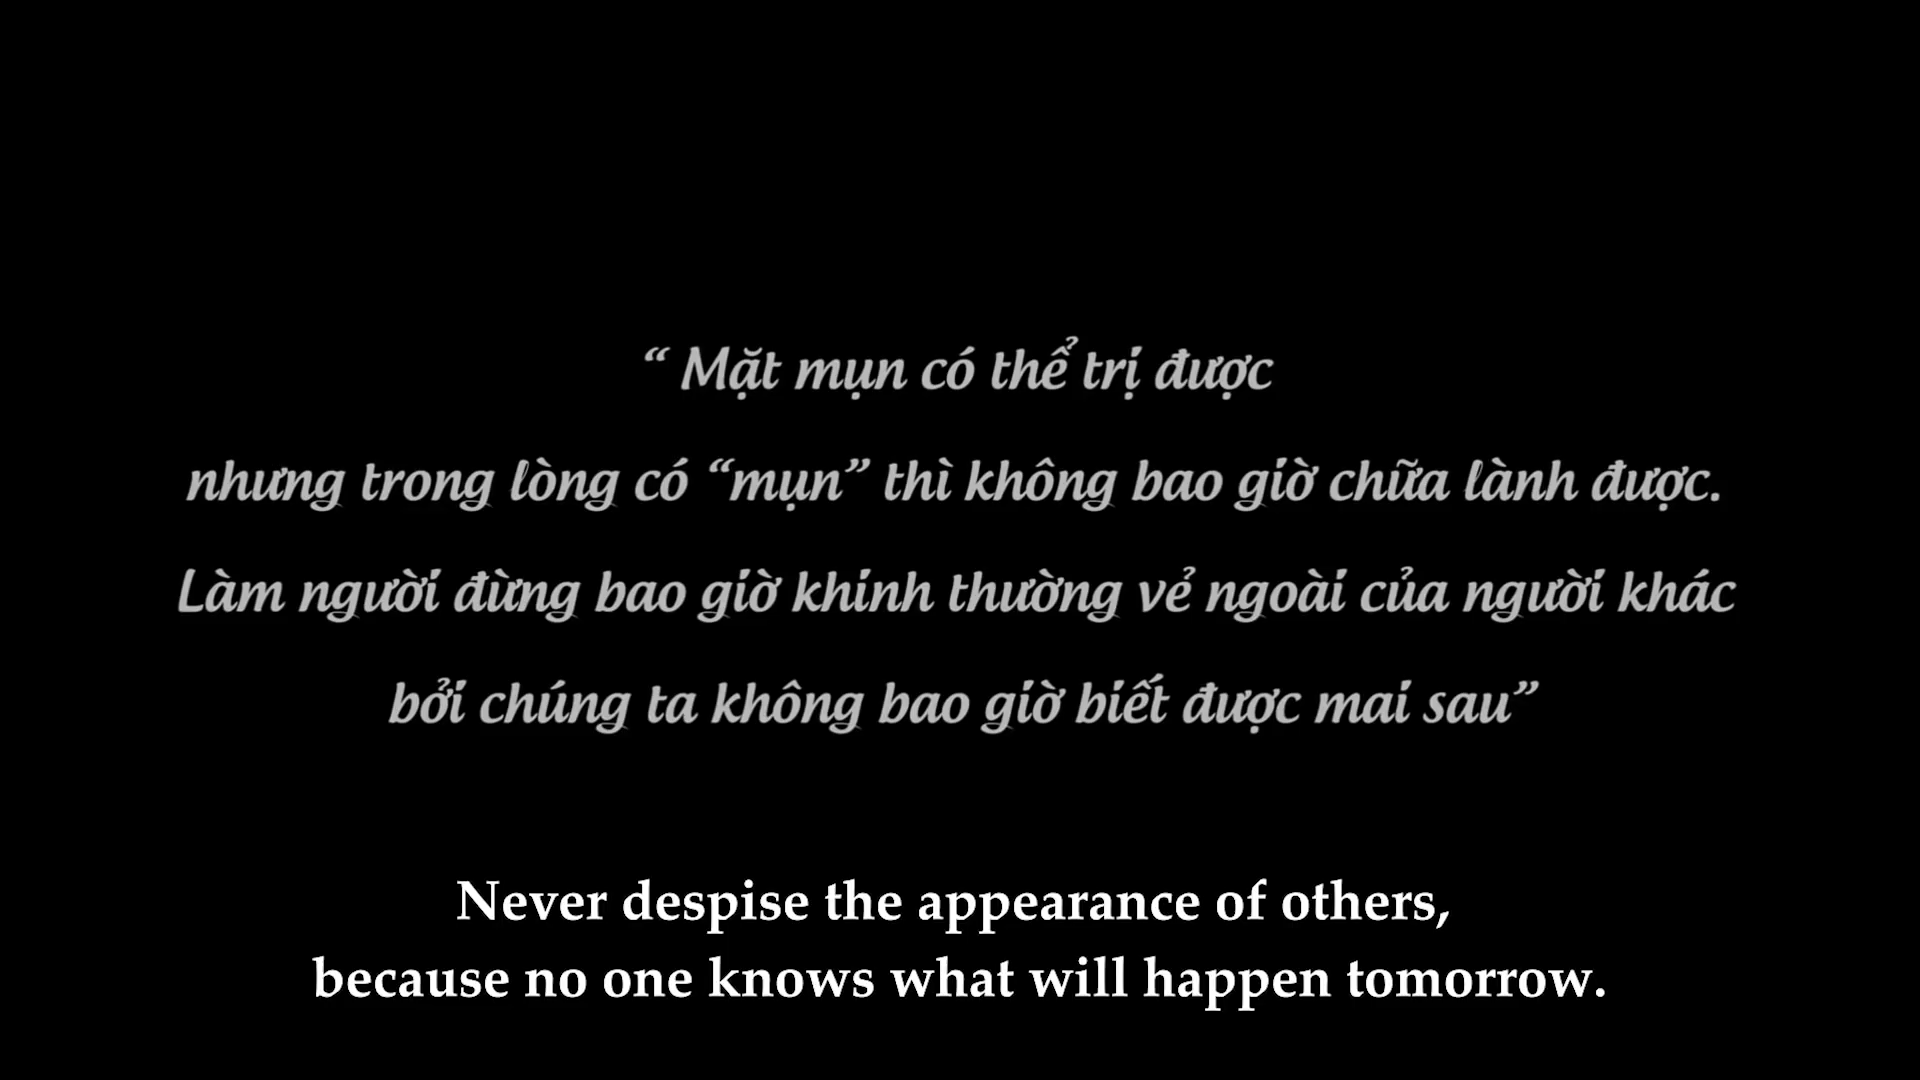 “ Mặt mụn có thể trị được
nhưng trong lòng có “mụn” thì không bao giờ chữa lành được.
Làm người đừng bao giờ khinh thường vẻ ngoài của người khác
bởi chúng ta không bao giờ biết được mai sau”
Never despise the appearance of others,
because no one knows what will happen tomorrow.